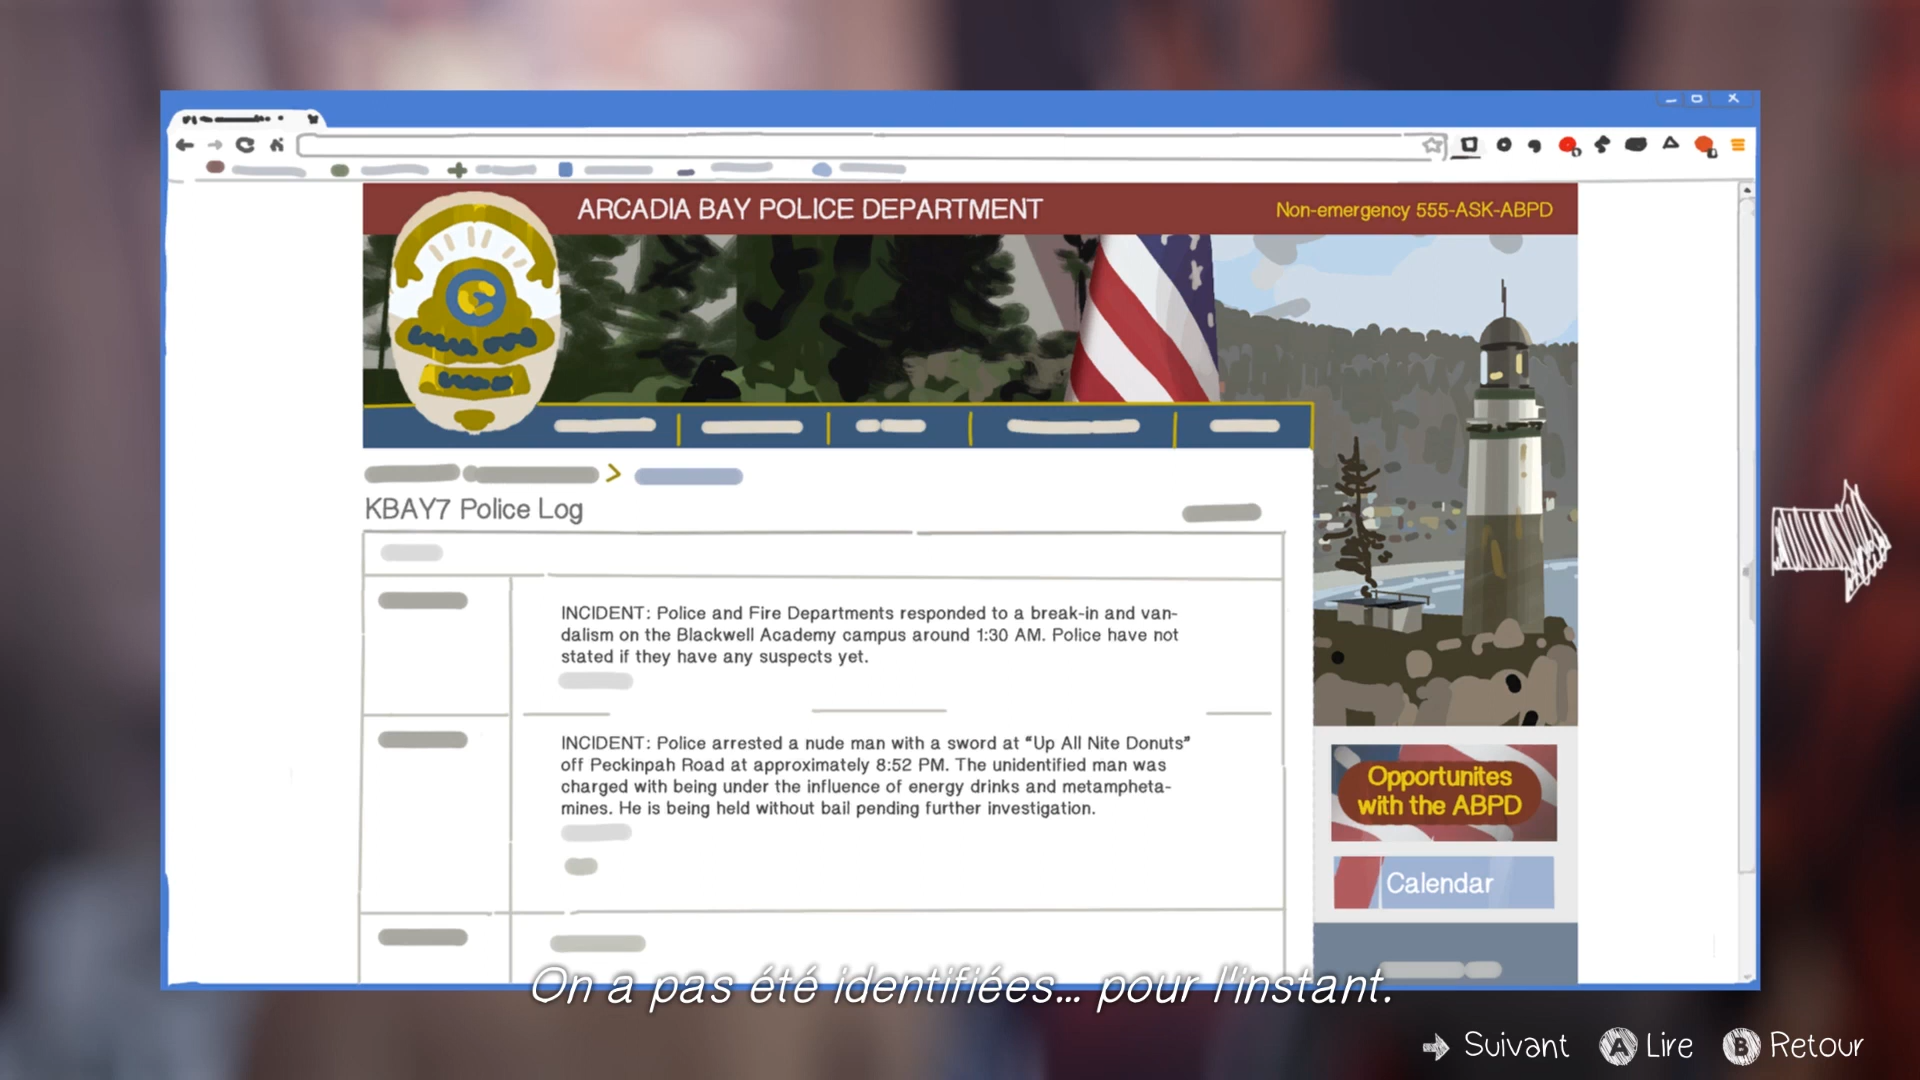 ARCADIA BAY POLICE DEPARTMENT
Non-emergency 555-ASK-ABPD
KBAY7 Police Log
INCIDENT: Police and Fire Departments responded to a break-in and van-
dalism on the Blackwell Academy campus around 1:30 AM. Police have not
stated if they have any suspects yet.
INCIDENT: Police arrested a nude man with a sword at “Up All Nite Donuts”
off Peckinpah Road at approximately 8:52 PM. The unidentified man was
charged with being under the influence of energy drinks and metampheta-
mines. He is being held without bail pending further investigation.
Opportunites
with the ABPD
Calendar
On a pas été identifiées... pour l'instant.
Suivant
A Lire
B Retour